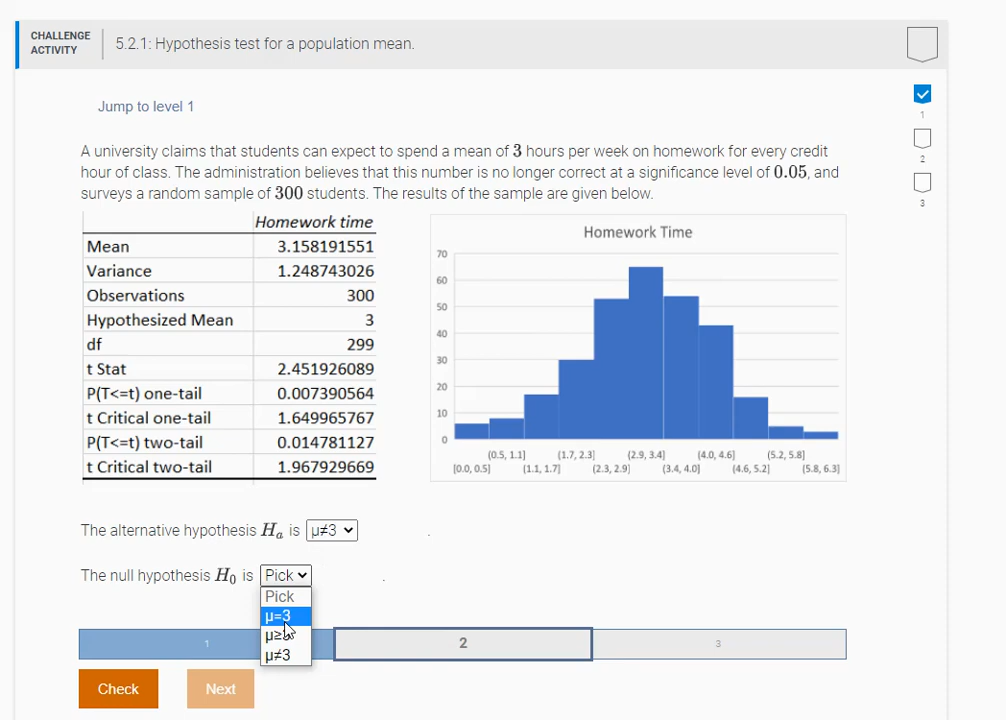 CHALLENGE
ACTIVITY
5.2.1: Hypothesis test for a population mean.
Jump to level 1
1
2
3
A university claims that students can expect to spend a mean of 3 hours per week on homework for every credit
hour of class. The administration believes that this number is no longer correct at a significance level of 0.05, and
surveys a random sample of 300 students. The results of the sample are given below.
Homework time
Mean 3.158191551
Variance 1.248743026
Observations 300
Hypothesized Mean 3
df 299
t Stat 2.451926089
P(T<=t) one-tail 0.007390564
t Critical one-tail 1.649965767
P(T<=t) two-tail 0.014781127
t Critical two-tail 1.967929669
Homework Time
70
60
50
40
30
20
10
0
(0.5, 1.1] (1.7, 2.3] (2.9, 3.4] (4.0, 4.6] (5.2, 5.8]
[0.0, 0.5] (1.1, 1.7] (2.3, 2.9] (3.4, 4.0] (4.6, 5.2] (5.8, 6.3]
The alternative hypothesis Ha is μ≠3 .
The null hypothesis H0 is Pick .
Pick
μ=3
μ≥3
μ≠3
1 2 3
Check Next